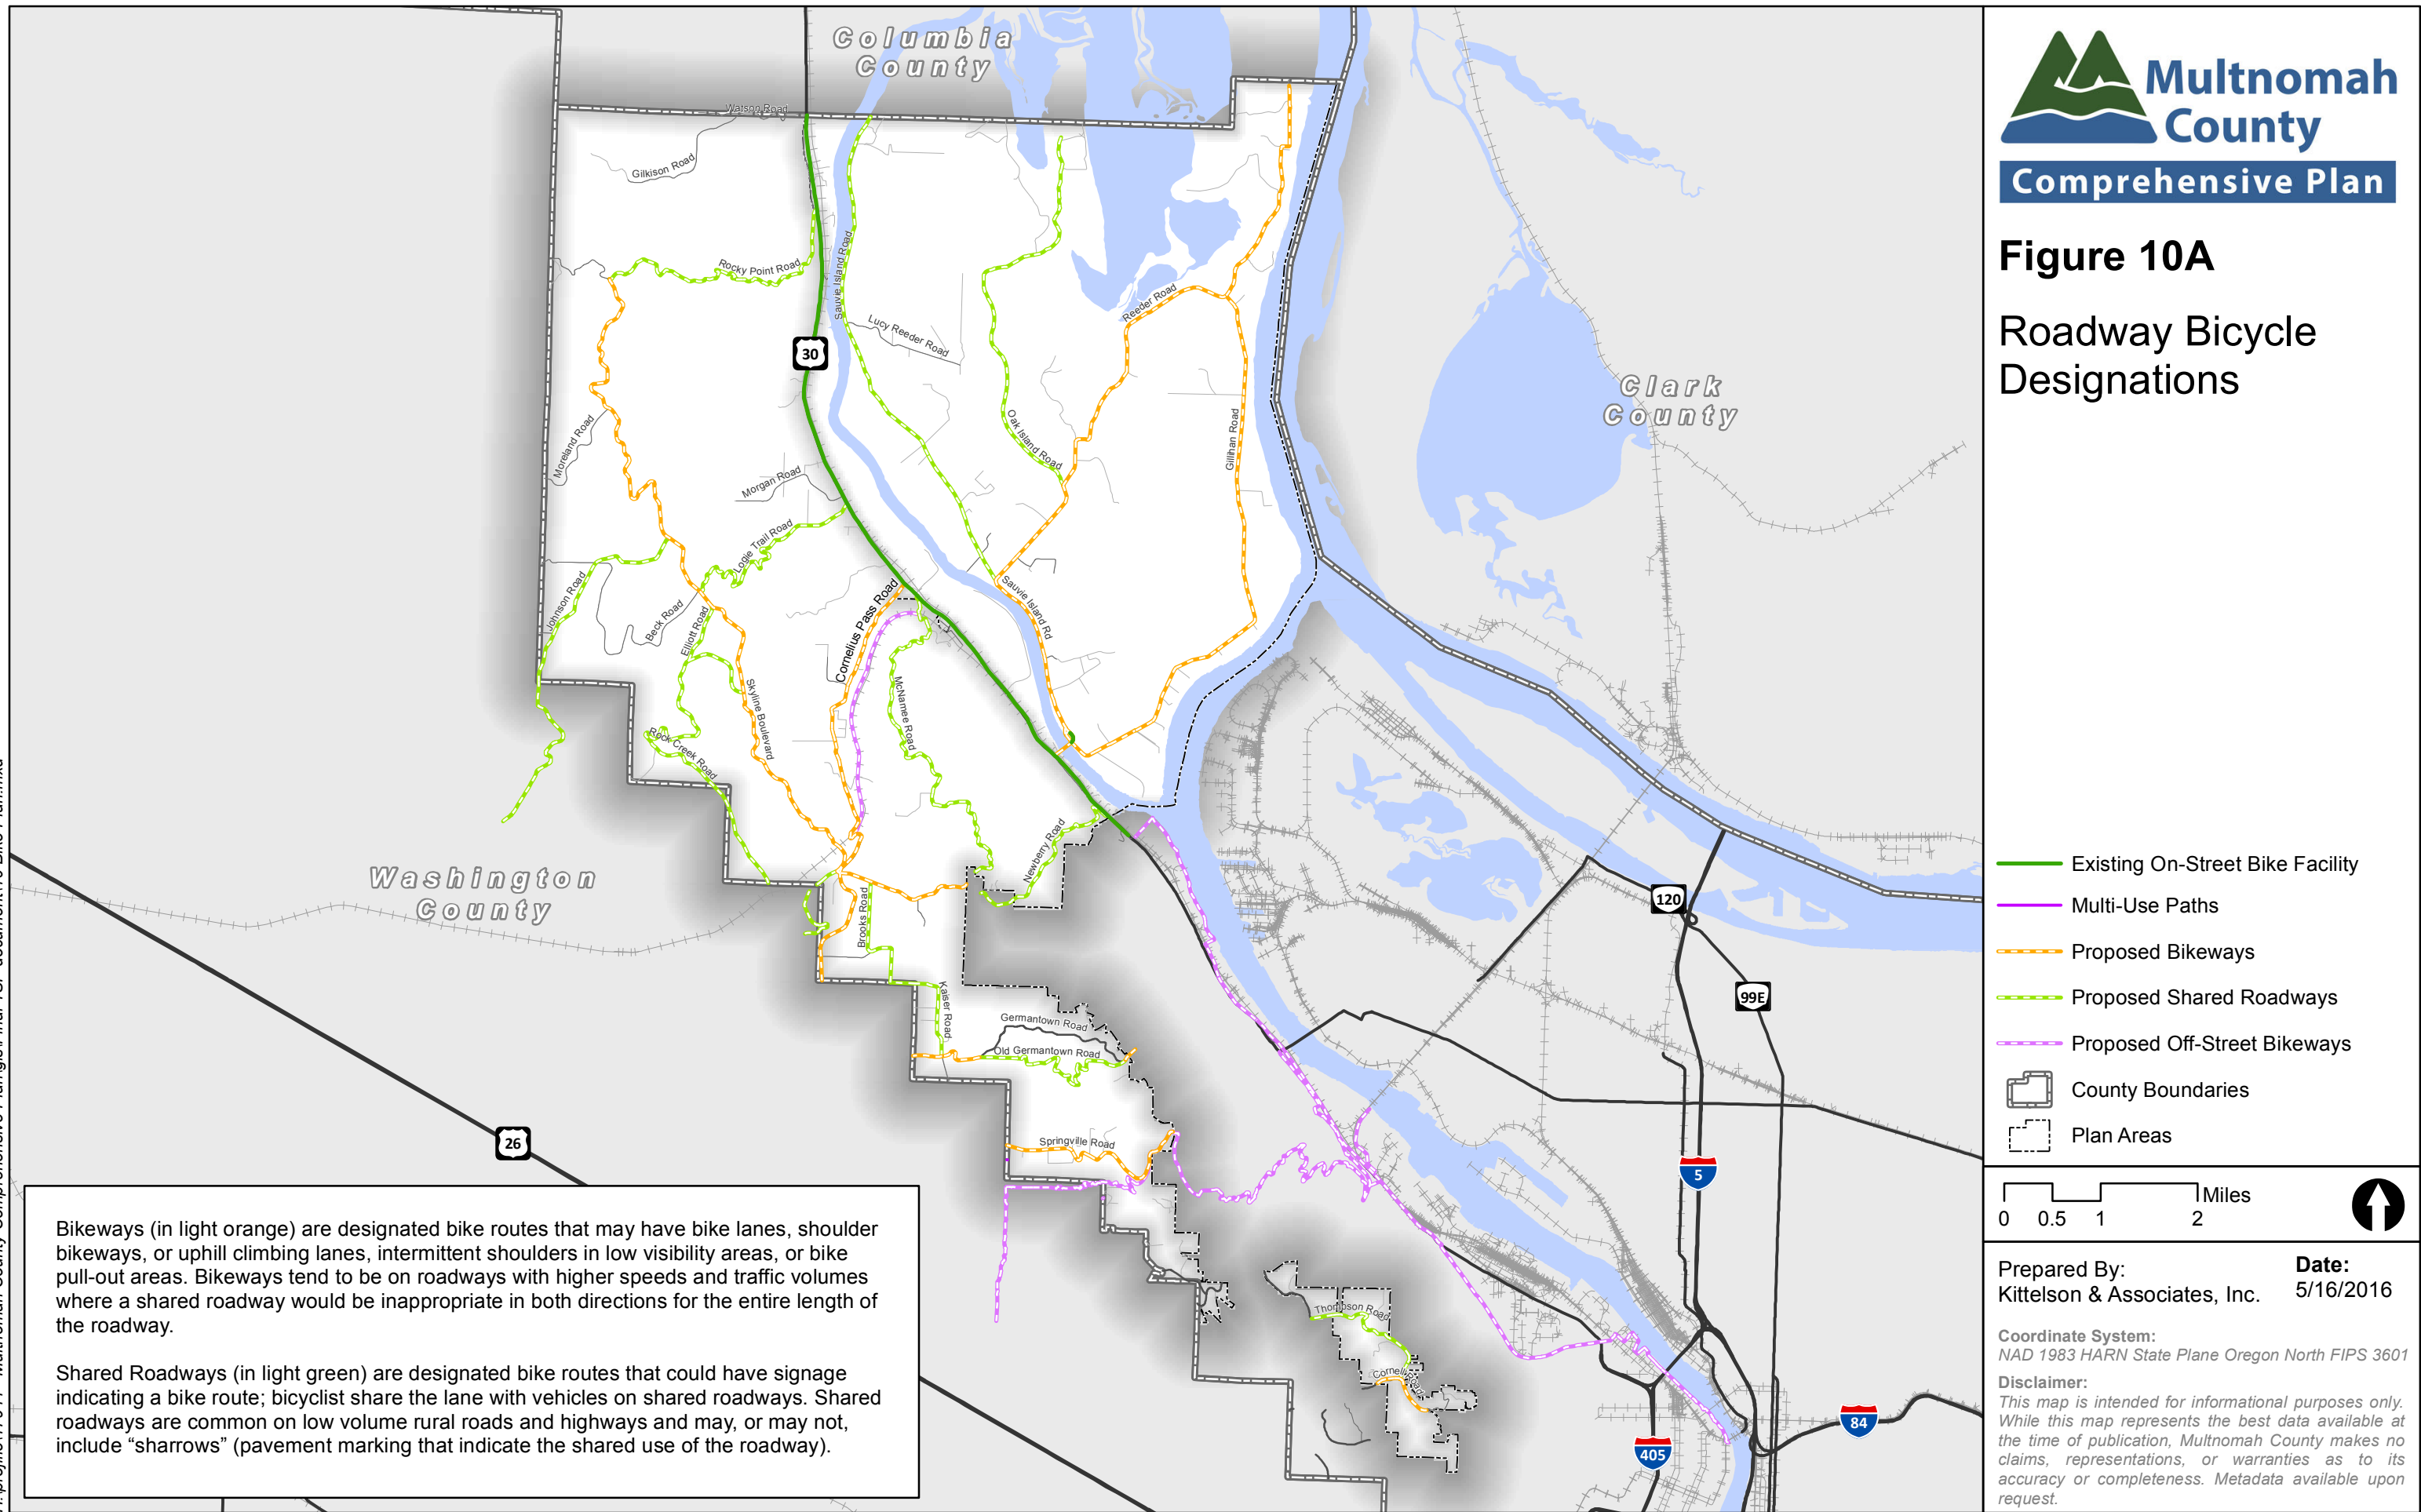 Columbia
County
Watson Road
Gilkison Road
Rocky Point Road
Sauvie Island Road
Lucy Reeder Road
Reeder Road
30
Oak Island Road
Gillihan Road
Moreland Road
Morgan Road
Logie Trail Road
Johnson Road
Beck Road
Elliott Road
Cornelius Pass Road
Sauvie Island Rd
Skyline Boulevard
McNamee Road
Rock Creek Road
Newberry Road
Brooks Road
Kaiser Road
Germantown Road
Old Germantown Road
Springville Road
Thompson Road
Cornell Road
Clark
County
Washington
County
26
120
99E
5
84
405
Bikeways (in light orange) are designated bike routes that may have bike lanes, shoulder
bikeways, or uphill climbing lanes, intermittent shoulders in low visibility areas, or bike
pull-out areas. Bikeways tend to be on roadways with higher speeds and traffic volumes
where a shared roadway would be inappropriate in both directions for the entire length of
the roadway.
Shared Roadways (in light green) are designated bike routes that could have signage
indicating a bike route; bicyclist share the lane with vehicles on shared roadways. Shared
roadways are common on low volume rural roads and highways and may, or may not,
include “sharrows” (pavement marking that indicate the shared use of the roadway).
Multnomah
County
Comprehensive Plan
Figure 10A
Roadway Bicycle
Designations
Existing On-Street Bike Facility
Multi-Use Paths
Proposed Bikeways
Proposed Shared Roadways
Proposed Off-Street Bikeways
County Boundaries
Plan Areas
Miles
0 0.5 1 2
Prepared By:
Kittelson & Associates, Inc.
Date:
5/16/2016
Coordinate System:
NAD 1983 HARN State Plane Oregon North FIPS 3601
Disclaimer:
This map is intended for informational purposes only.
While this map represents the best data available at
the time of publication, Multnomah County makes no
claims, representations, or warranties as to its
accuracy or completeness. Metadata available upon
request.